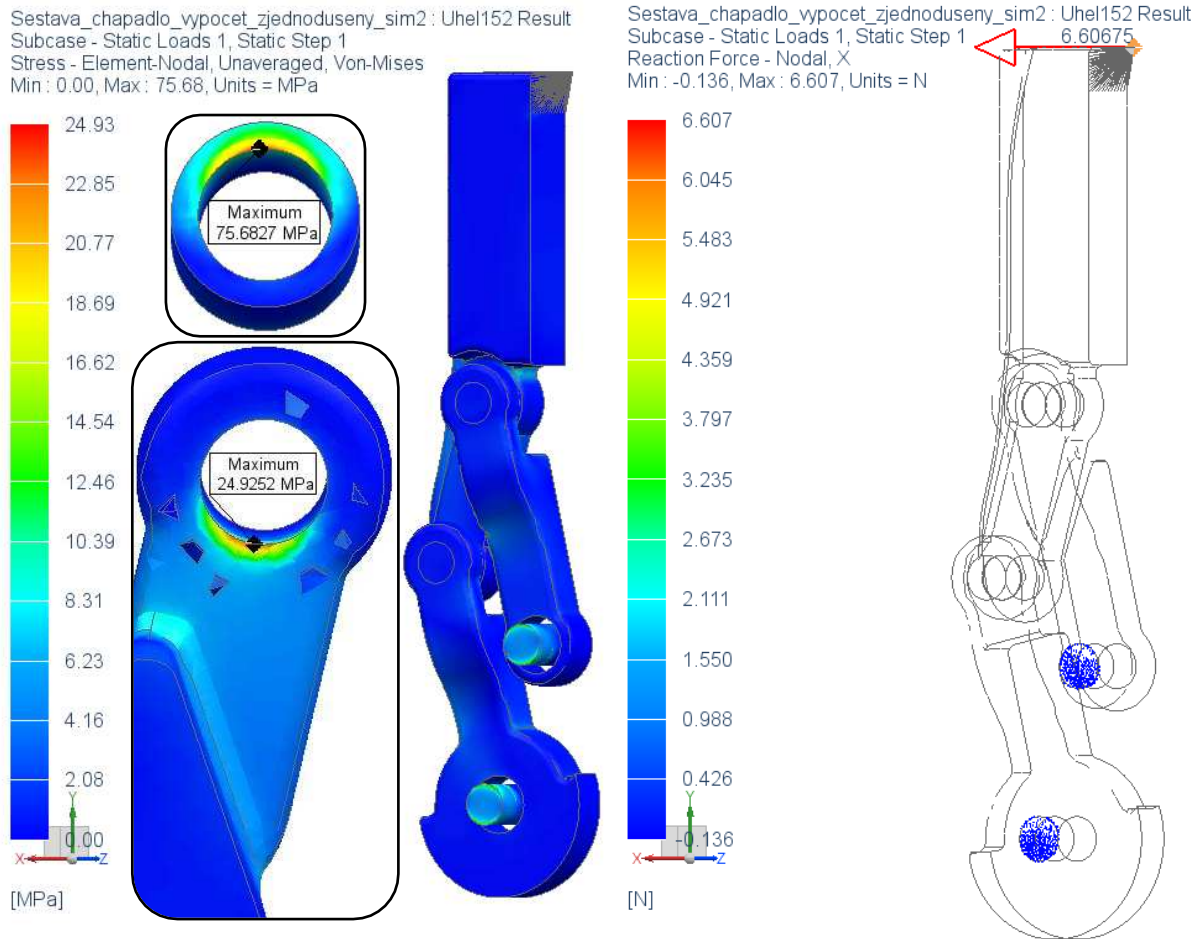 Sestava_chapadlo_vypocet_zjednoduseny_sim2 : Uhel152 Result
Subcase - Static Loads 1, Static Step 1
Stress - Element-Nodal, Unaveraged, Von-Mises
Min : 0.00, Max : 75.68, Units = MPa
24.93
22.85
20.77
18.69
16.62
14.54
12.46
10.39
8.31
6.23
4.16
2.08
0.00
Y
X
Z
[MPa]
Maximum
75.6827 MPa
Maximum
24.9252 MPa
Sestava_chapadlo_vypocet_zjednoduseny_sim2 : Uhel152 Result
Subcase - Static Loads 1, Static Step 1
6.60675
Reaction Force - Nodal, X
Min : -0.136, Max : 6.607, Units = N
6.607
6.045
5.483
4.921
4.359
3.797
3.235
2.673
2.111
1.550
0.988
0.426
-0.136
Y
X
Z
[N]